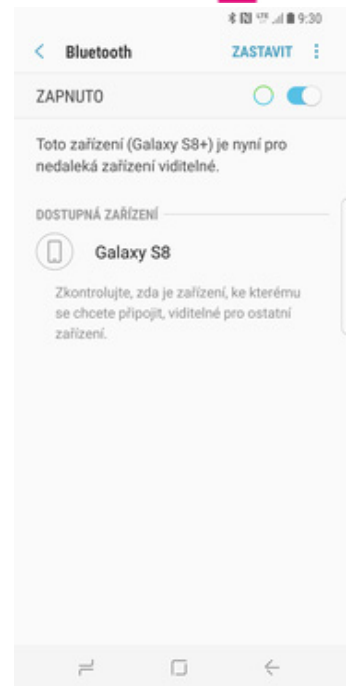 9:30
Bluetooth ZASTAVIT
ZAPNUTO
Toto zařízení (Galaxy S8+) je nyní pro
nedaleká zařízení viditelné.
DOSTUPNÁ ZAŘÍZENÍ
Galaxy S8
Zkontrolujte, zda je zařízení, ke kterému
se chcete připojit, viditelné pro ostatní
zařízení.